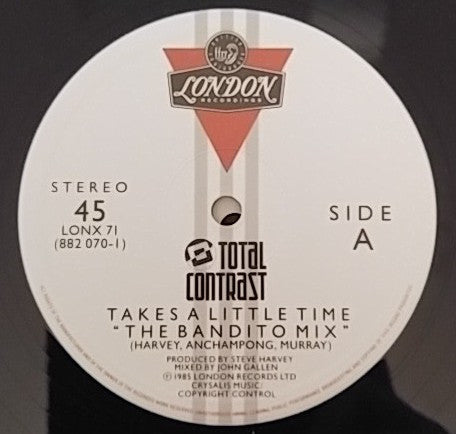 LONDON
RECORDINGS
STEREO
45
LONX 71
(882 070-1)
SIDE
A
TOTAL
CONTRAST
TAKES A LITTLE TIME
"THE BANDITO MIX"
(HARVEY, ANCHAMPONG, MURRAY)
PRODUCED BY STEVE HARVEY
MIXED BY JOHN GALLEN
℗ 1985 LONDON RECORDS LTD
CRYSALIS MUSIC
COPYRIGHT CONTROL